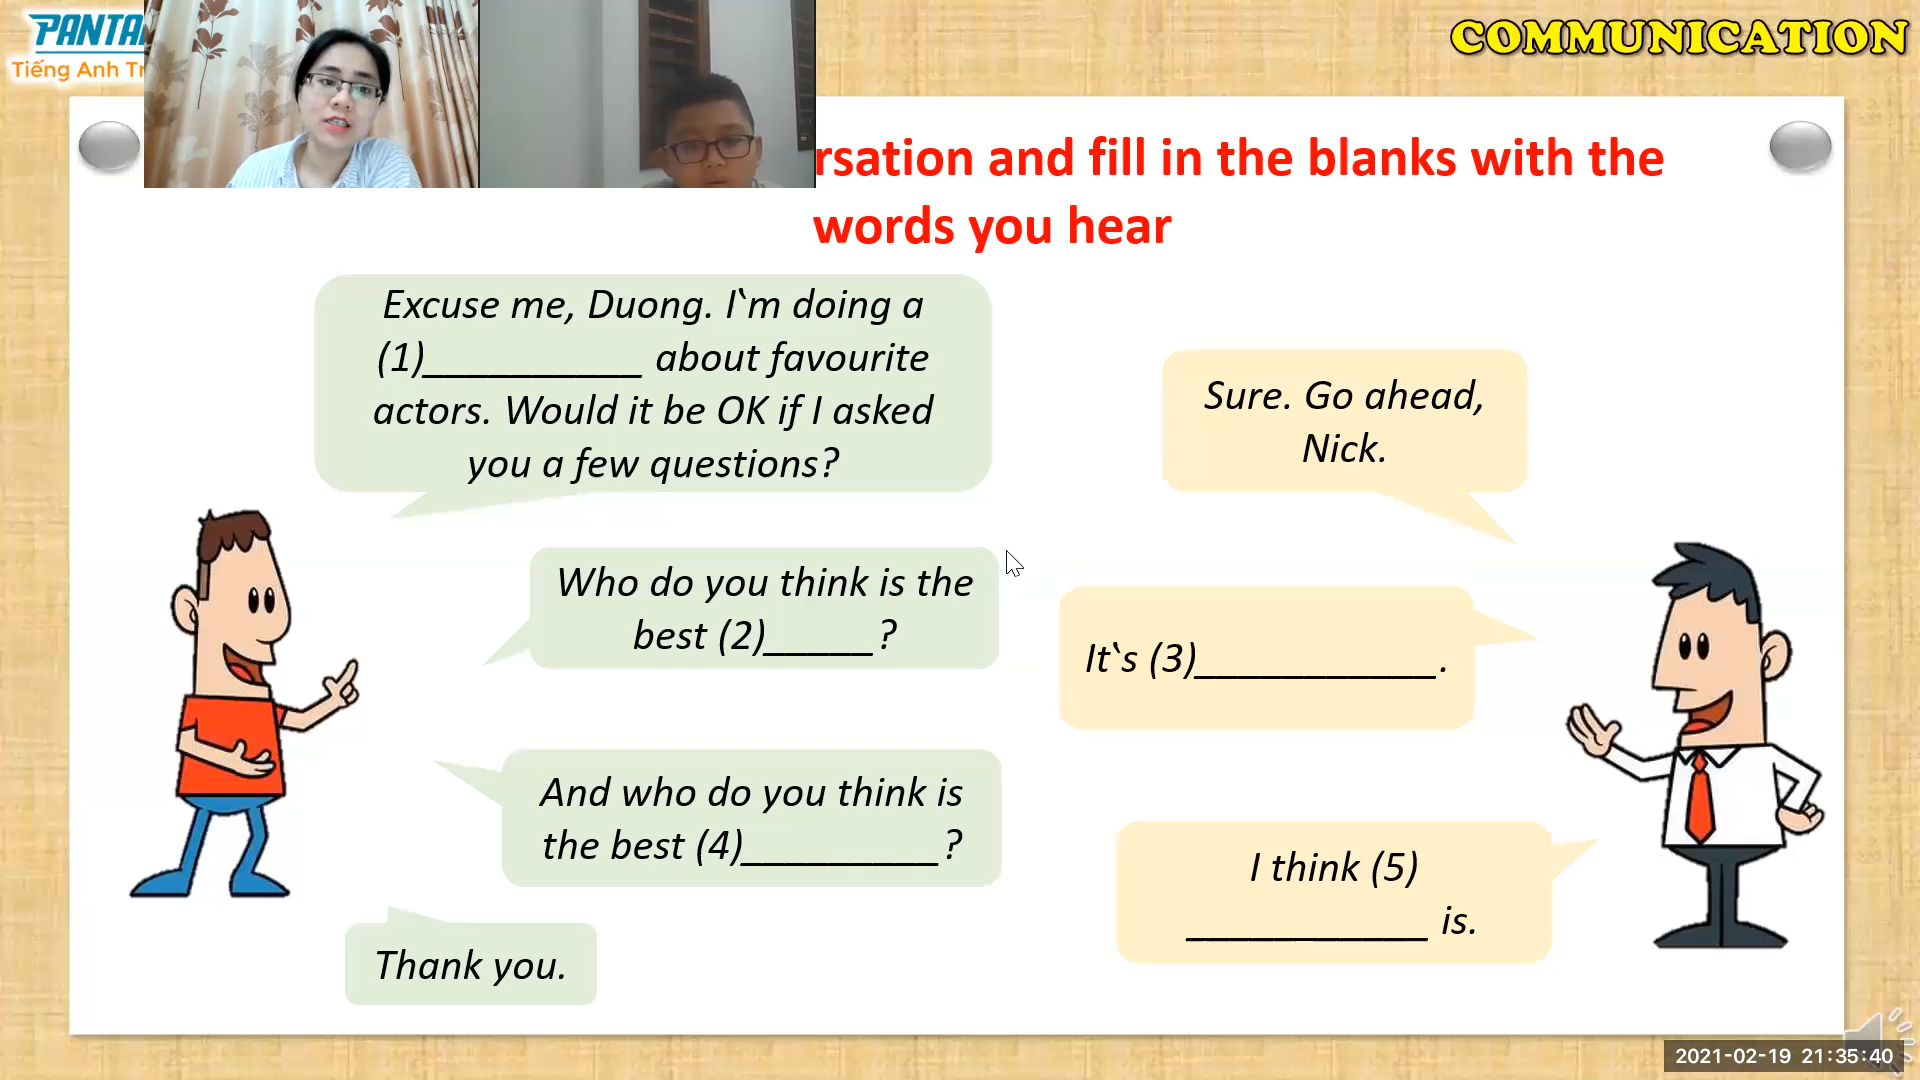 COMMUNICATION
Tiếng Anh
and fill in the blanks with the
words you hear
Excuse me, Duong. I‛m doing a
(1)__________ about favourite
actors. Would it be OK if I asked
you a few questions?
Sure. Go ahead,
Nick.
Who do you think is the
best (2)_____?
It‛s (3)___________.
And who do you think is
the best (4)_________?
I think (5)
___________ is.
Thank you.
2021-02-19 21:35:40